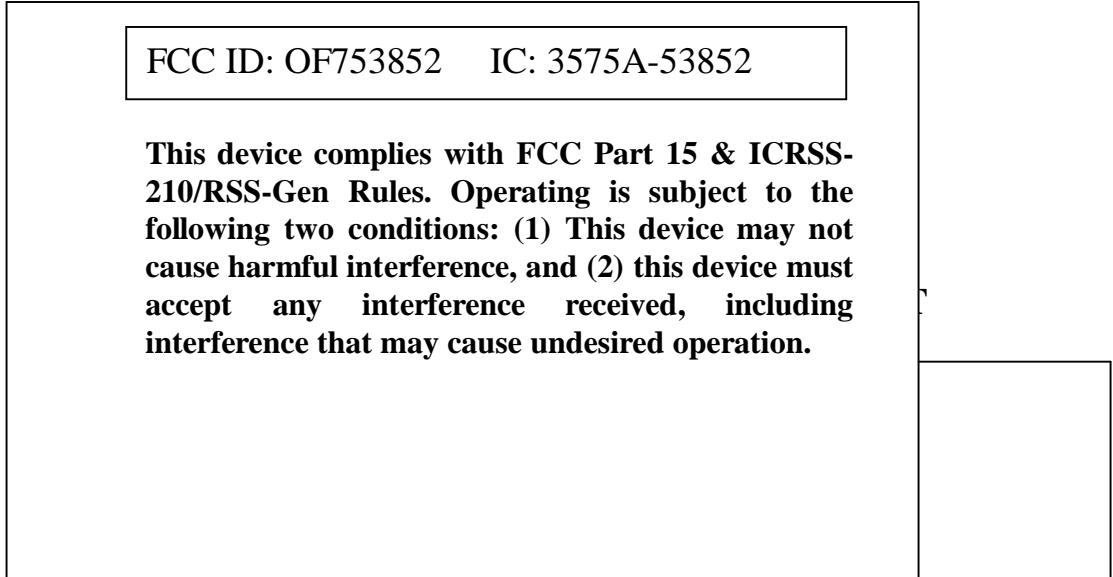 FCC ID: OF753852 IC: 3575A-53852
This device complies with FCC Part 15 & ICRSS-
210/RSS-Gen Rules. Operating is subject to the
following two conditions: (1) This device may not
cause harmful interference, and (2) this device must
accept any interference received, including
interference that may cause undesired operation.